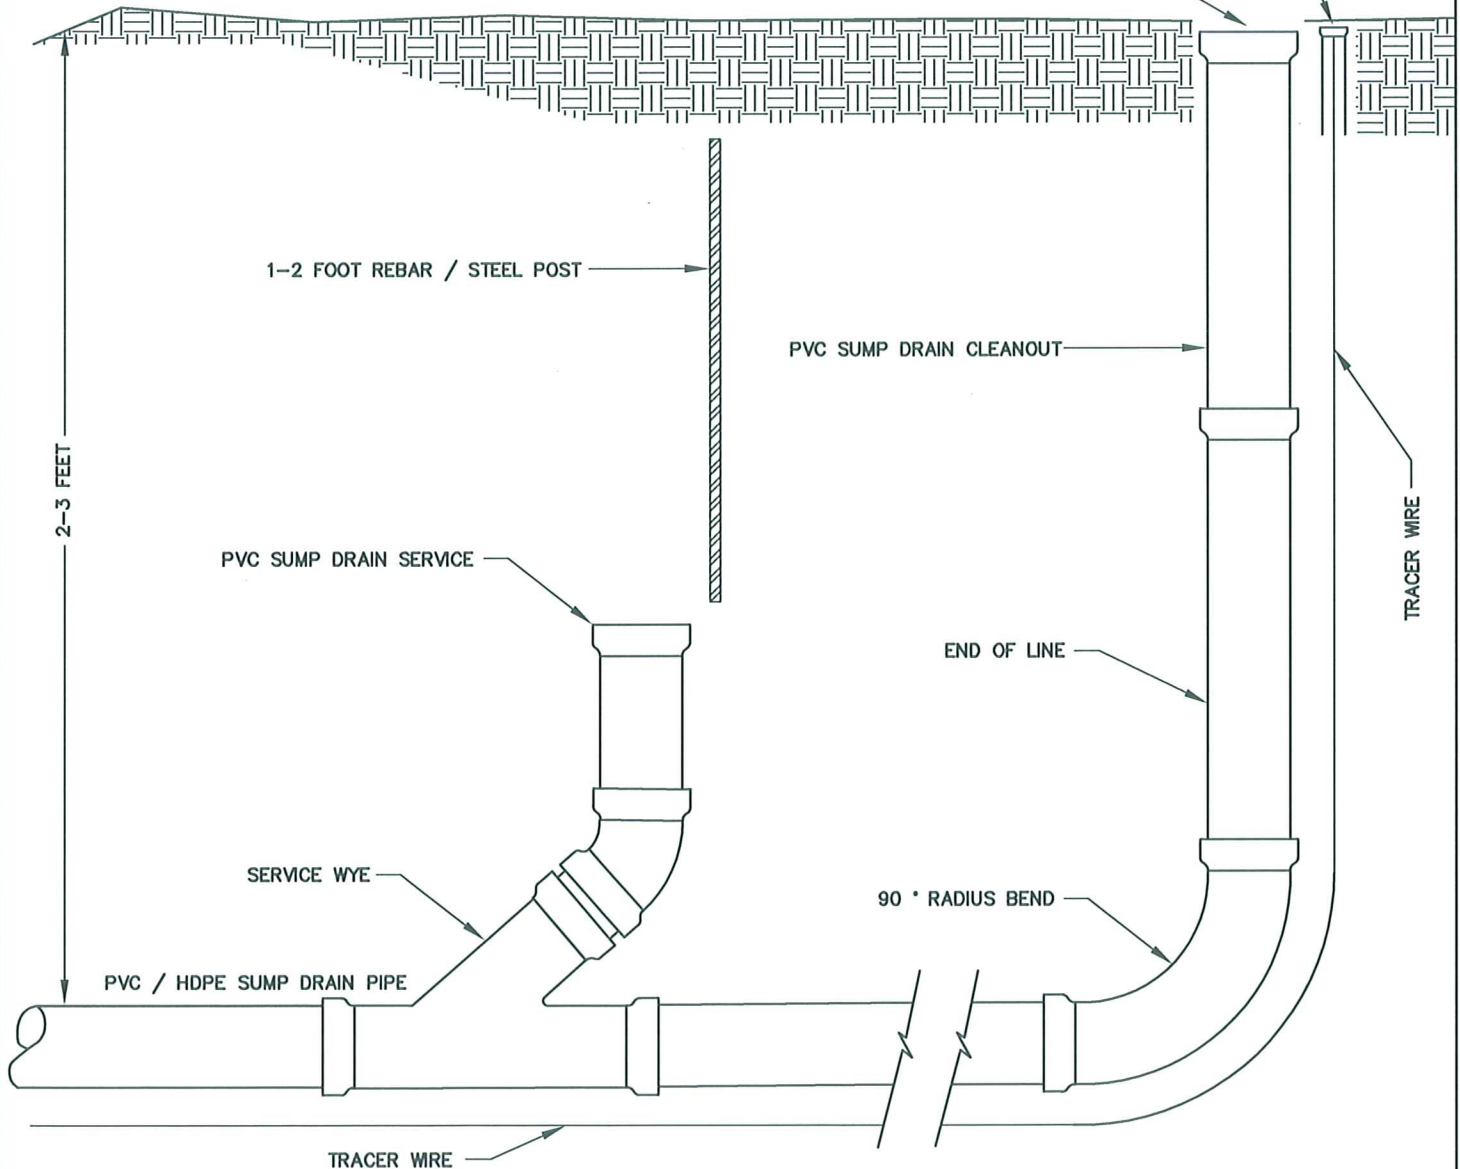 1-2 FOOT REBAR / STEEL POST
PVC SUMP DRAIN CLEANOUT
2-3 FEET
TRACER WIRE
PVC SUMP DRAIN SERVICE
END OF LINE
SERVICE WYE
90 ° RADIUS BEND
PVC / HDPE SUMP DRAIN PIPE
TRACER WIRE